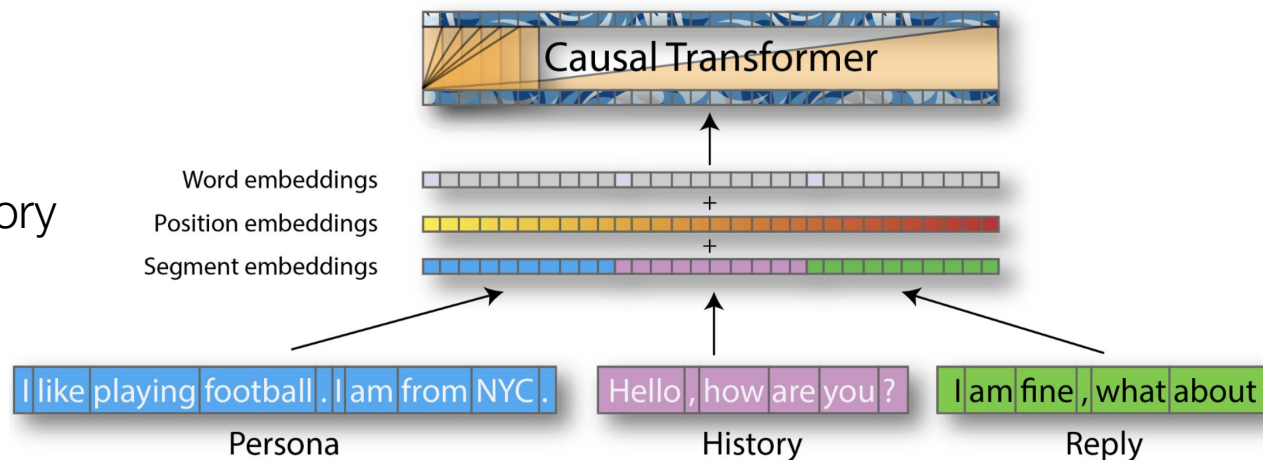 Causal Transformer
Word embeddings
+
ory
Position embeddings
+
Segment embeddings
I like playing football . I am from NYC .
Hello , how are you ?
I am fine , what about
Persona
History
Reply